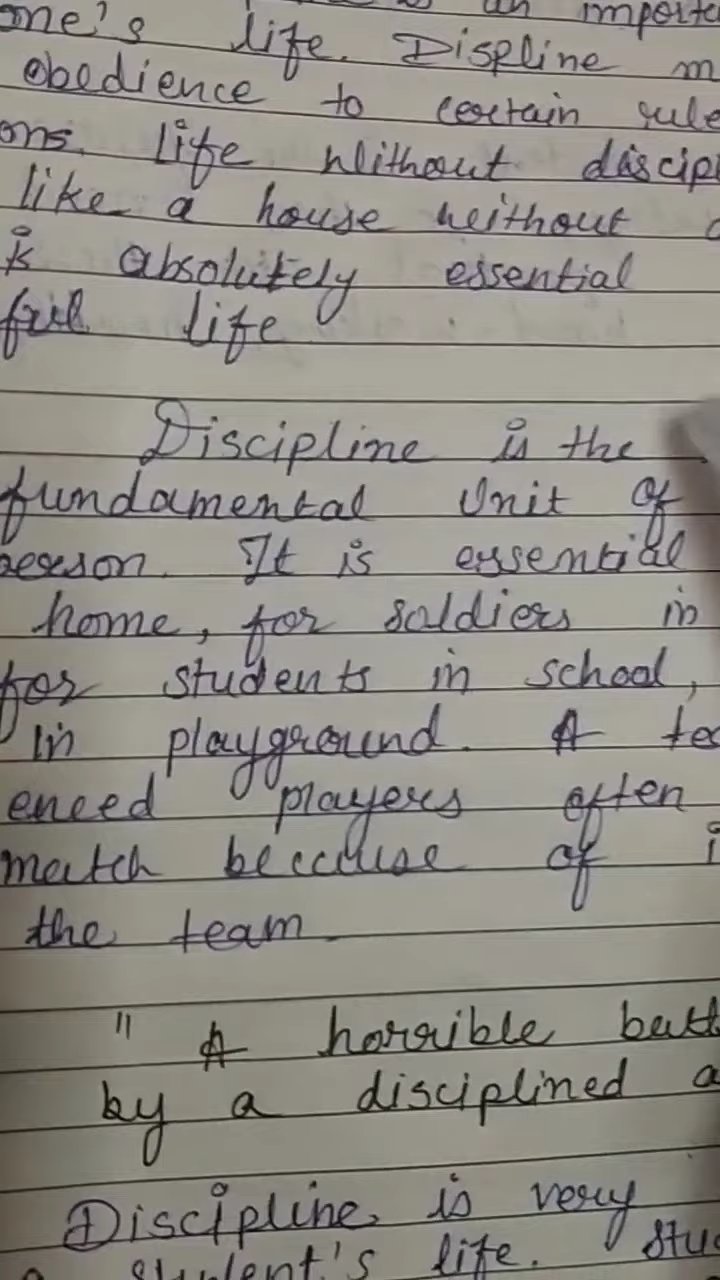 one's life. Displine m
obedience to certain rule
ons. life Without discip
like a house without
is absolutely essential
ful life
Discipline is the
fundamental Unit of
person. It is essential
home, for soldiers in
for students in school,
in playground. A tea
enced players often
match because of i
the team
" A horrible batt
by a disciplined a
Discipline is very
student's life. Stu